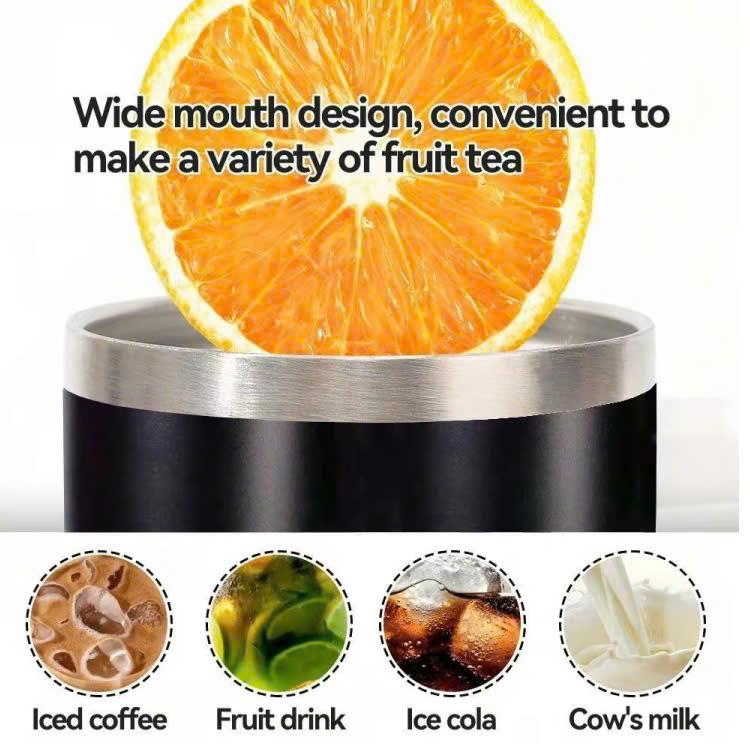 Wide mouth design, convenient to
make a variety of fruit tea
Iced coffee
Fruit drink
Ice cola
Cow's milk